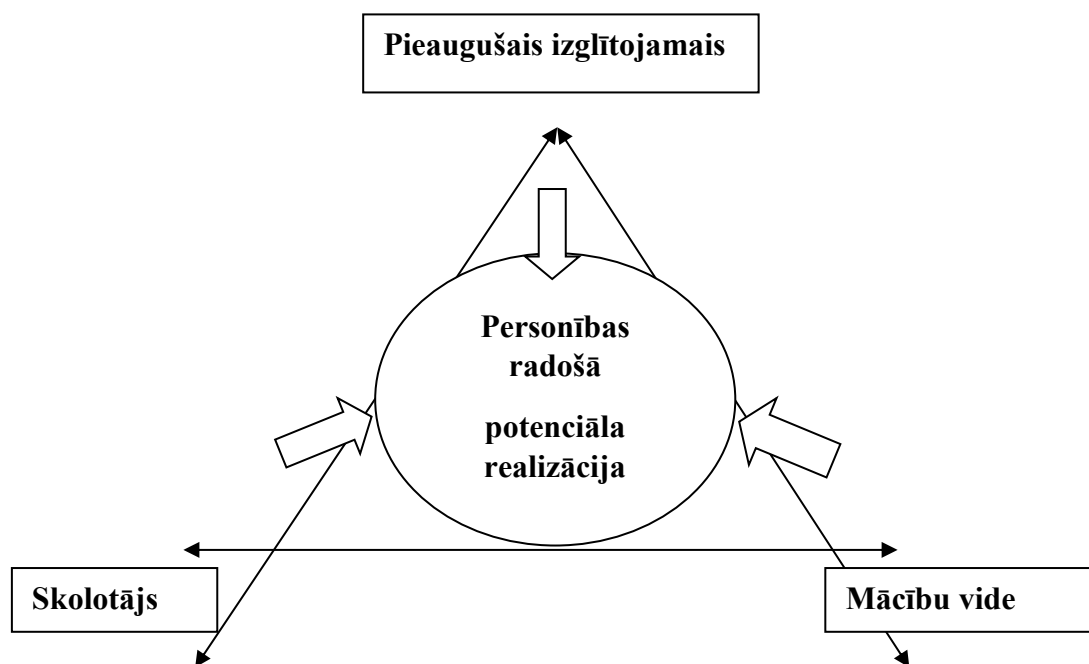 Pieaugušais izglītojamais
Personības
radošā
potenciāla
realizācija
Skolotājs
Mācību vide